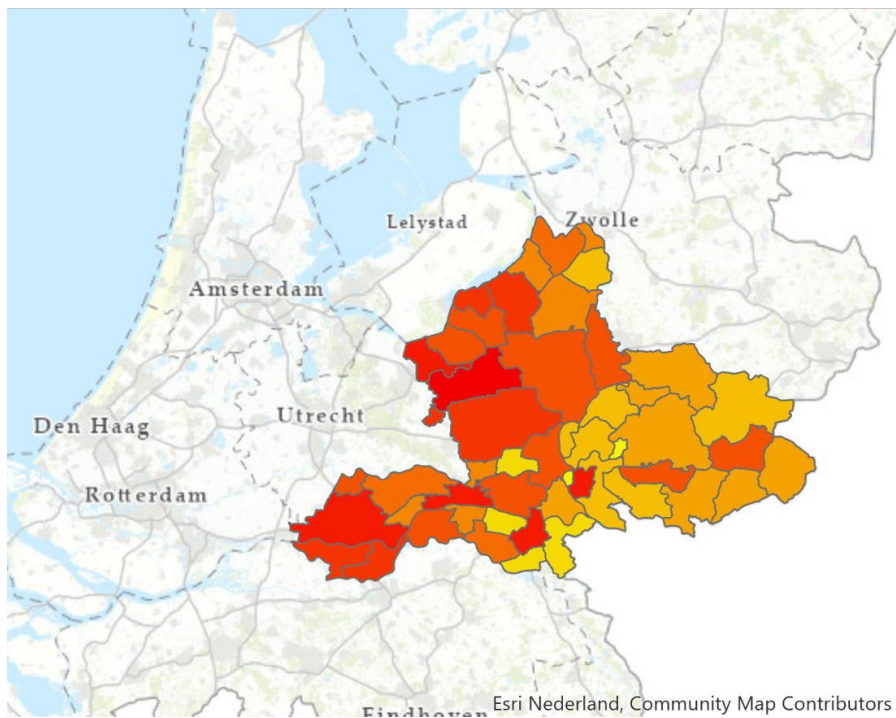 Lelystad
Zwolle
Amsterdam
Utrecht
Den Haag
Rotterdam
Eindhoven
Esri Nederland, Community Map Contributors